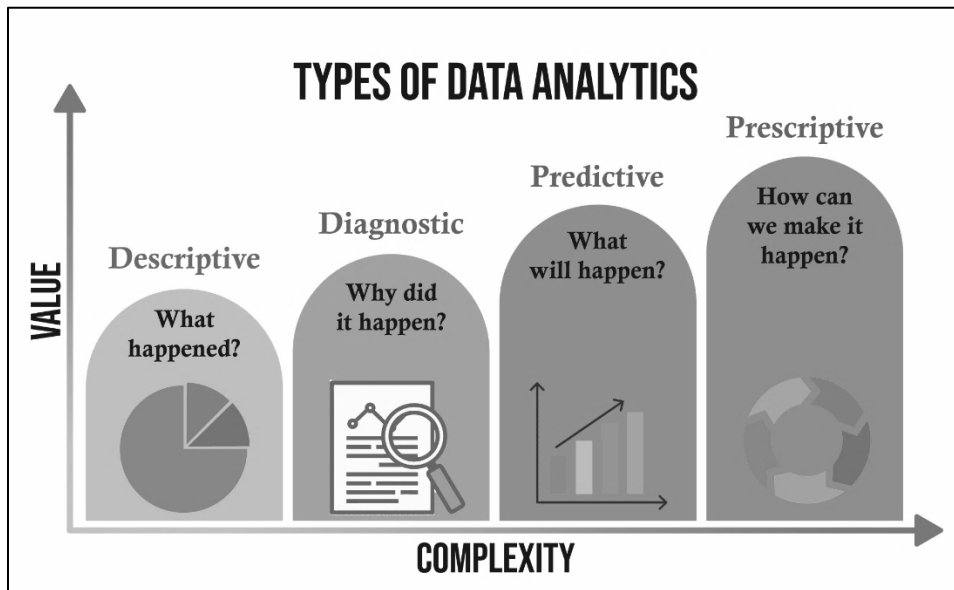 TYPES OF DATA ANALYTICS
Descriptive
What
happened?
Diagnostic
Why did
it happen?
Predictive
What
will happen?
Prescriptive
How can
we make it
happen?
VALUE
COMPLEXITY